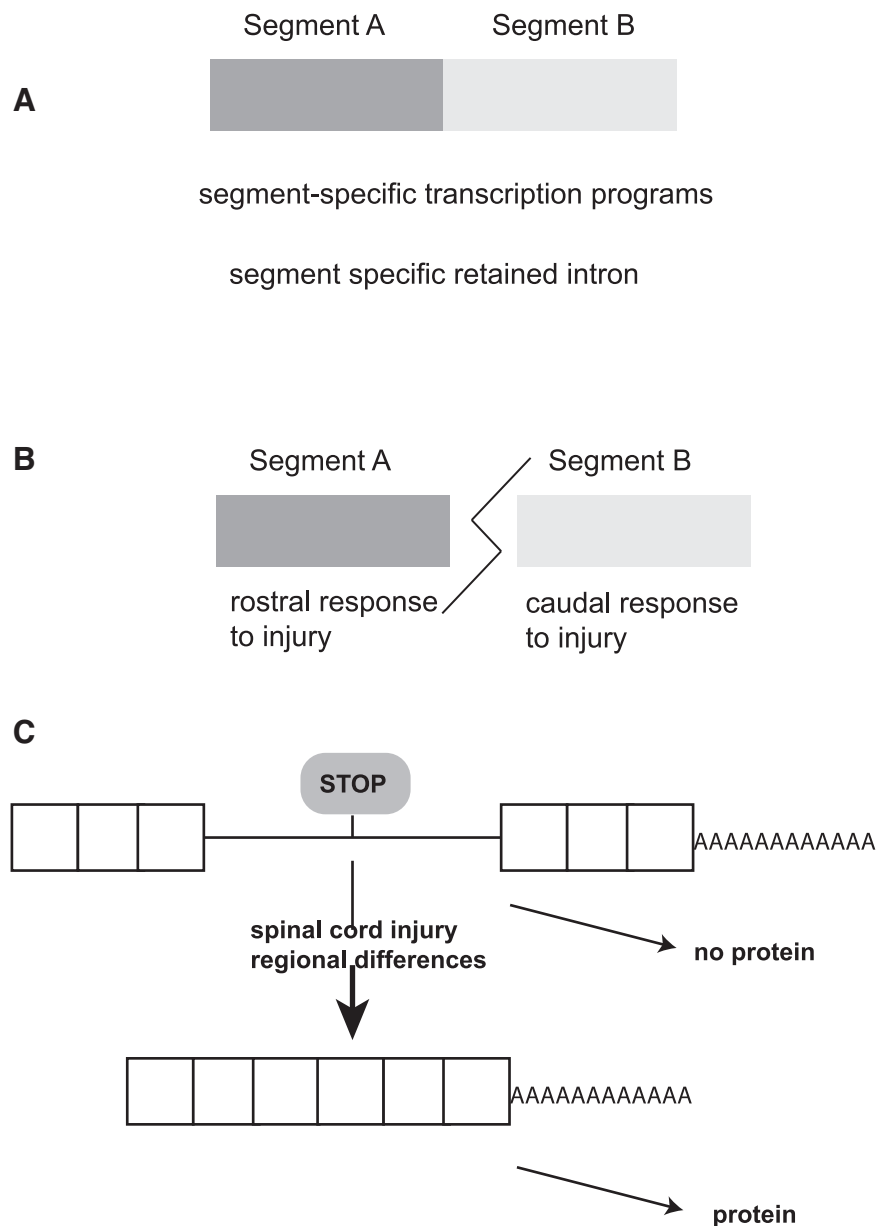 Segment A Segment B
A
segment-specific transcription programs
segment specific retained intron
B
Segment A Segment B
rostral response
to injury
caudal response
to injury
C
STOP
AAAAAAAAAAAA
spinal cord injury
regional differences
no protein
AAAAAAAAAAAA
protein